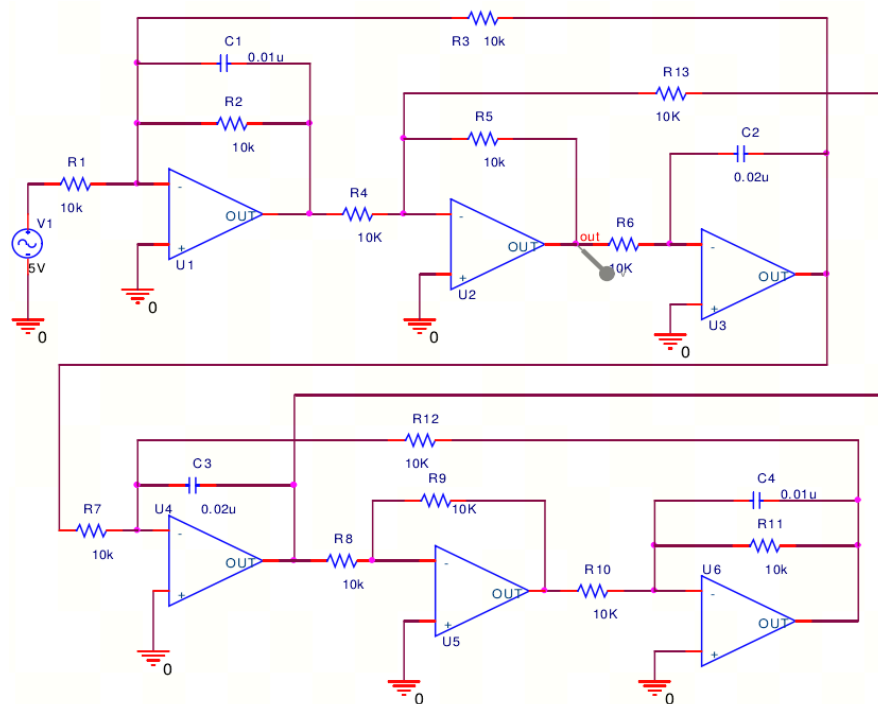 R3
10k
C1
0.01u
R13
10K
R2
10k
R5
10k
C2
0.02u
R1
10k
-
+
OUT
U1
R4
10K
-
+
OUT
U2
out
R6
10K
V
-
+
OUT
U3
V1
5V
0
0
0
0
R12
10K
C3
0.02u
R9
10K
C4
0.01u
R7
10k
U4
-
+
OUT
R8
10k
-
+
OUT
U5
R10
10K
R11
10k
U6
-
+
OUT
0
0
0